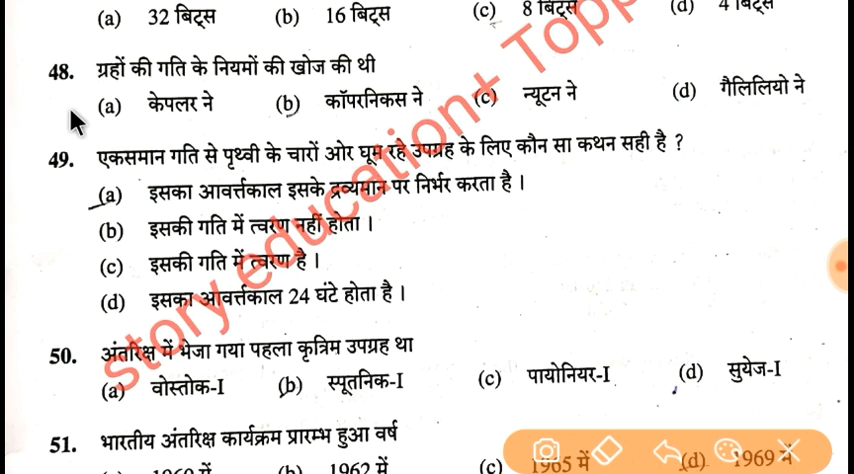 (a) 32 बिट्स (b) 16 बिट्स (c) 8 बिट्स (d) 4 बिट्स
48. ग्रहों की गति के नियमों की खोज की थी
(a) केपलर ने (b) कॉपरनिकस ने (c) न्यूटन ने (d) गैलिलियो ने
49. एकसमान गति से पृथ्वी के चारों ओर घूम रहे उपग्रह के लिए कौन सा कथन सही है ?
(a) इसका आवर्त्तकाल इसके द्रव्यमान पर निर्भर करता है।
(b) इसकी गति में त्वरण नहीं होता।
(c) इसकी गति में त्वरण है।
(d) इसका आवर्त्तकाल 24 घंटे होता है।
50. अंतरिक्ष में भेजा गया पहला कृत्रिम उपग्रह था
(a) वोस्तोक-I (b) स्पूतनिक-I (c) पायोनियर-I (d) सुयेज-I
51. भारतीय अंतरिक्ष कार्यक्रम प्रारम्भ हुआ वर्ष
(b) 1962 में (c) 1965 में (d) 1969 में
story education+ Topp